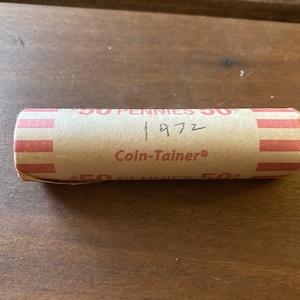 50 PENNIES 50¢
1972
Coin-Tainer®
$50 PENNIES 50¢